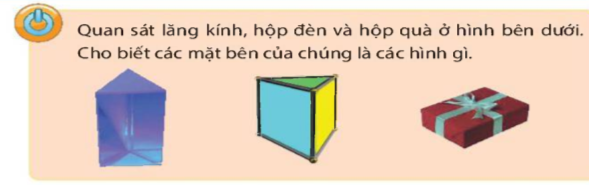 Quan sát lăng kính, hộp đèn và hộp quà ở hình bên dưới.
Cho biết các mặt bên của chúng là các hình gì.